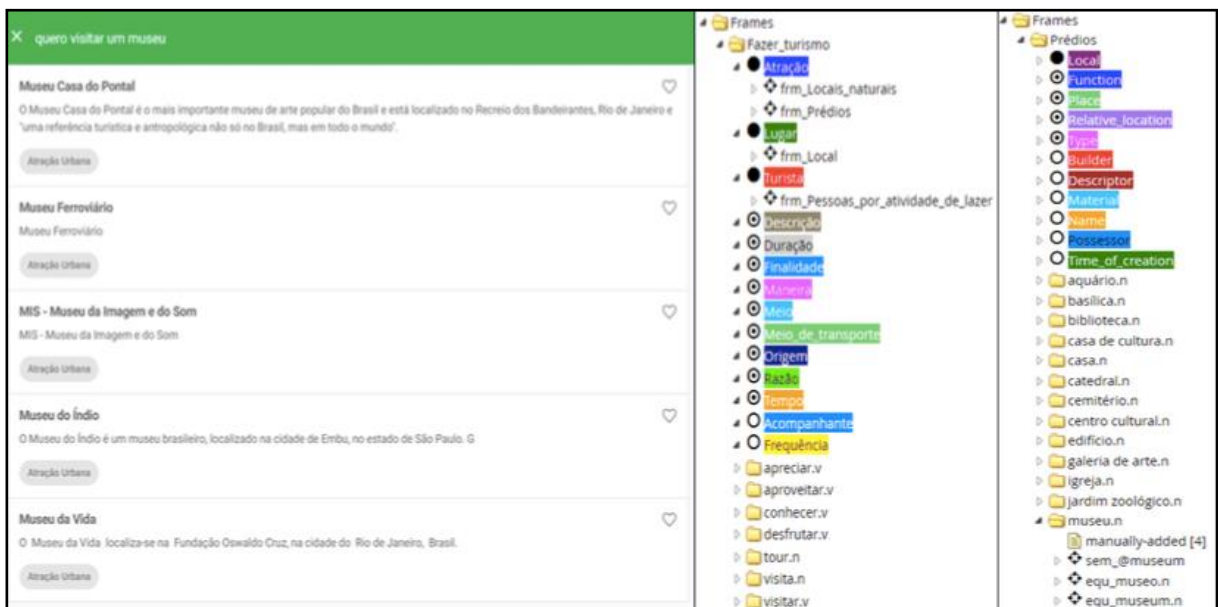 quero visitar um museu
Museu Casa do Pontal
O Museu Casa do Pontal é o mais importante museu de arte popular do Brasil e está localizado no Recreio dos Bandeirantes, Rio de Janeiro e
"uma referência turística e antropológica não só no Brasil, mas em todo o mundo".
Atração Urbana
Museu Ferroviário
Museu Ferroviário
Atração Urbana
MIS - Museu da Imagem e do Som
MIS - Museu da Imagem e do Som
Atração Urbana
Museu do Índio
O Museu do Índio é um museu brasileiro, localizado na cidade de Embu, no estado de São Paulo. G
Atração Urbana
Museu da Vida
O Museu da Vida localiza-se na Fundação Oswaldo Cruz, na cidade do Rio de Janeiro, Brasil.
Atração Urbana
Frames
Fazer_turismo
Atração
frm_Locais_naturais
frm_Prédios
Lugar
frm_Local
Turista
frm_Pessoas_por_atividade_de_lazer
Descrição
Duração
Finalidade
Maneira
Meio
Meio_de_transporte
Origem
Razão
Tempo
Acompanhante
Frequência
apreciar.v
aproveitar.v
conhecer.v
desfrutar.v
tour.n
visita.n
visitar.v
Frames
Prédios
Local
Function
Place
Relative_location
Type
Builder
Descriptor
Material
Name
Possessor
Time_of_creation
aquário.n
basílica.n
biblioteca.n
casa de cultura.n
casa.n
catedral.n
cemitério.n
centro cultural.n
edifício.n
galeria de arte.n
igreja.n
jardim zoológico.n
museu.n
manually-added [4]
sem_@museum
equ_museo.n
equ_museum.n